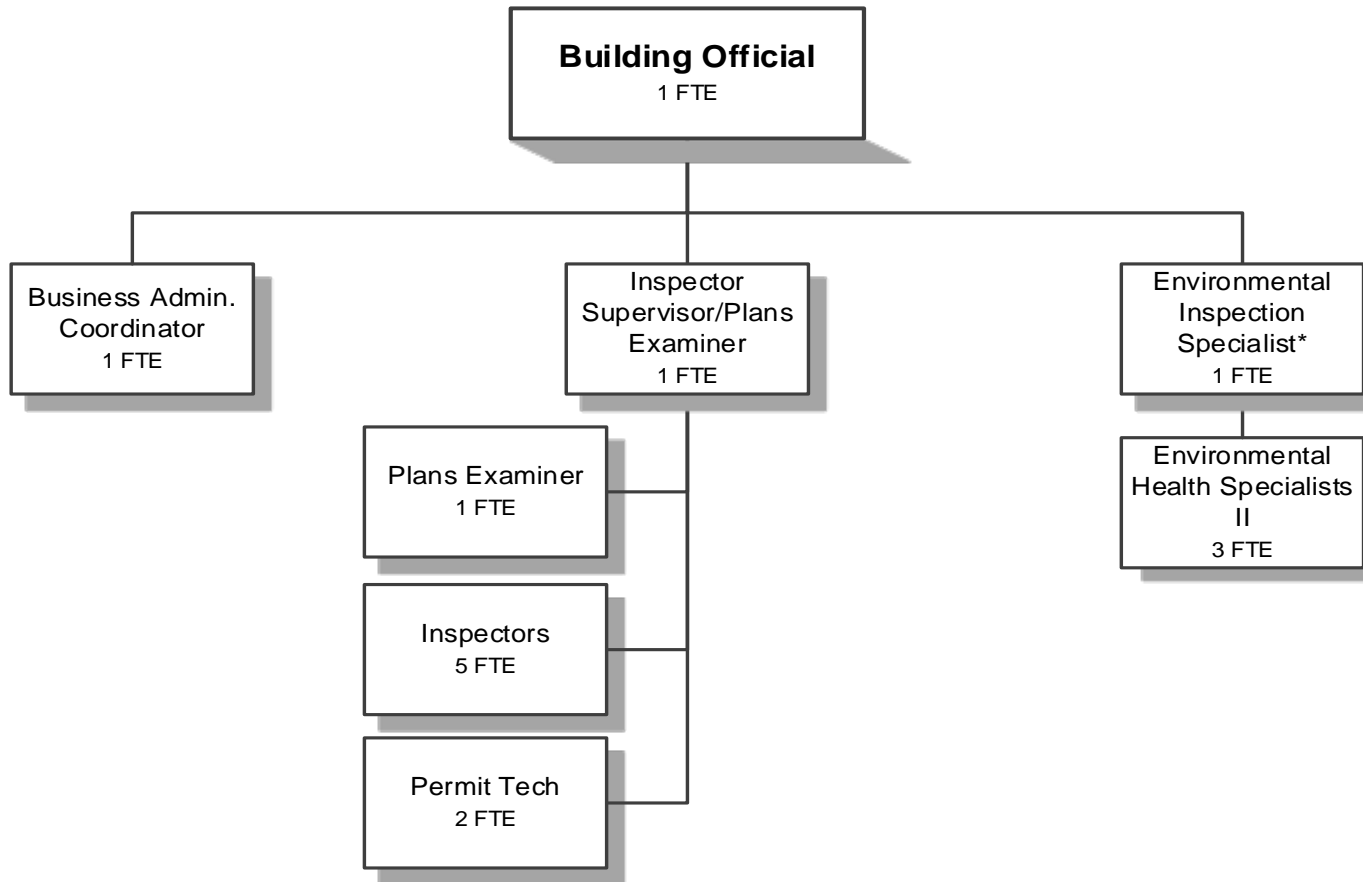 Building Official
1 FTE
Business Admin.
Coordinator
1 FTE
Inspector
Supervisor/Plans
Examiner
1 FTE
Environmental
Inspection
Specialist*
1 FTE
Plans Examiner
1 FTE
Inspectors
5 FTE
Permit Tech
2 FTE
Environmental
Health Specialists
II
3 FTE